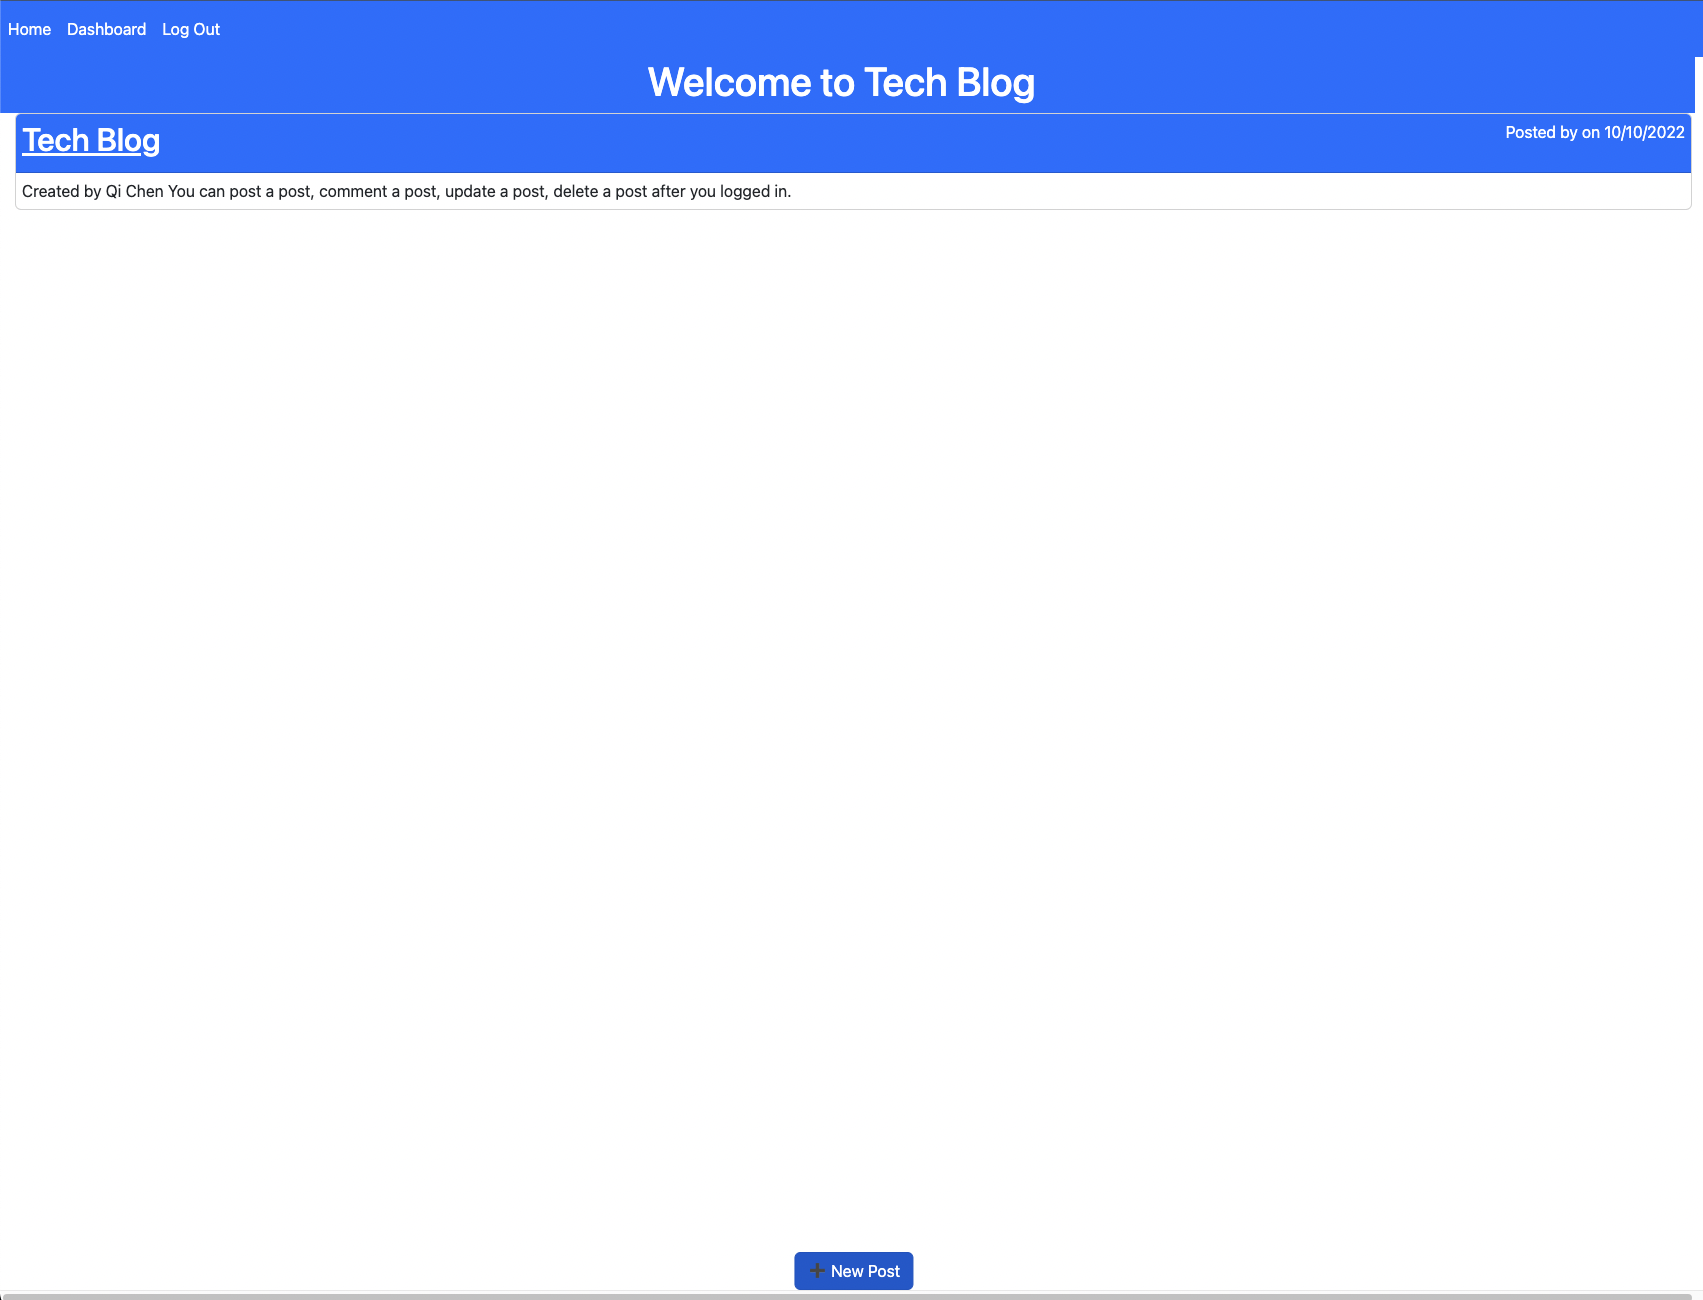 Home Dashboard Log Out
Welcome to Tech Blog
Tech Blog
Posted by on 10/10/2022
Created by Qi Chen You can post a post, comment a post, update a post, delete a post after you logged in.
➕ New Post